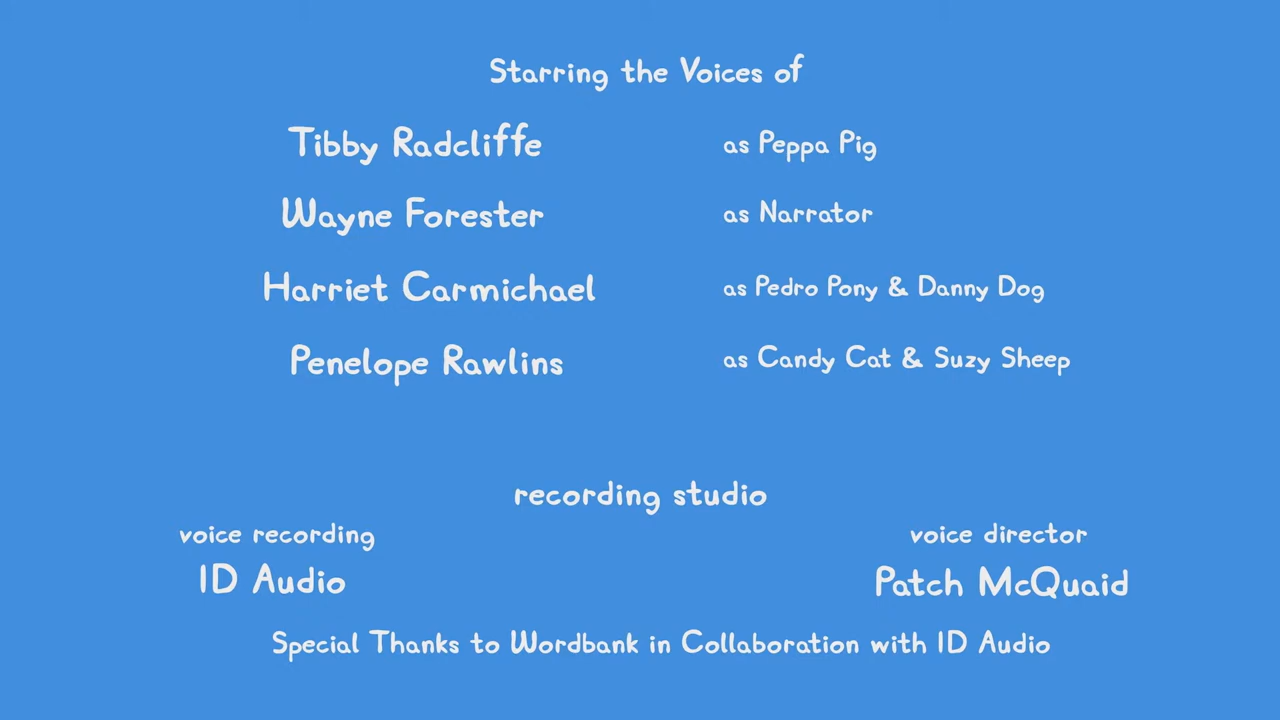 Starring the Voices of
Tibby Radcliffe as Peppa Pig
Wayne Forester as Narrator
Harriet Carmichael as Pedro Pony & Danny Dog
Penelope Rawlins as Candy Cat & Suzy Sheep
recording studio
voice recording voice director
ID Audio Patch McQuaid
Special Thanks to Wordbank in Collaboration with ID Audio